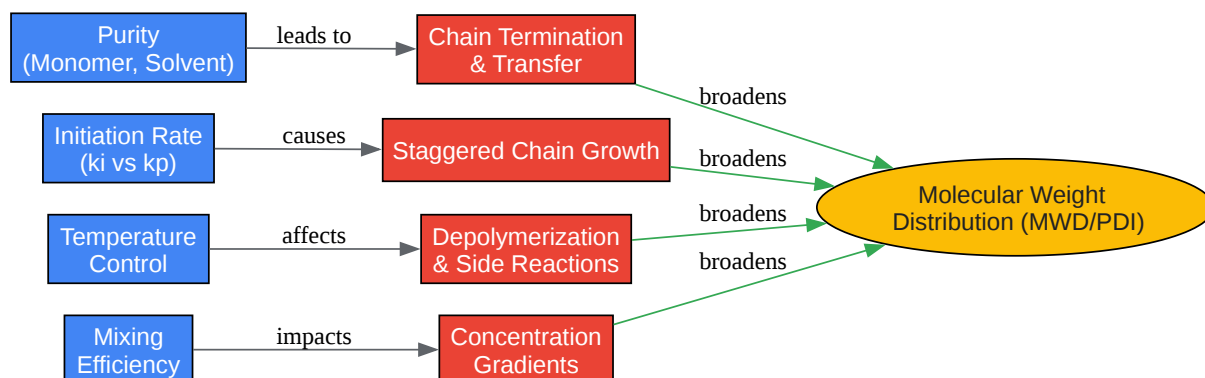 Purity
(Monomer, Solvent)
leads to
Chain Termination
& Transfer
broadens
Initiation Rate
(ki vs kp)
causes
Staggered Chain Growth
broadens
Molecular Weight
Distribution (MWD/PDI)
Temperature
Control
affects
Depolymerization
& Side Reactions
broadens
Mixing
Efficiency
impacts
Concentration
Gradients
broadens